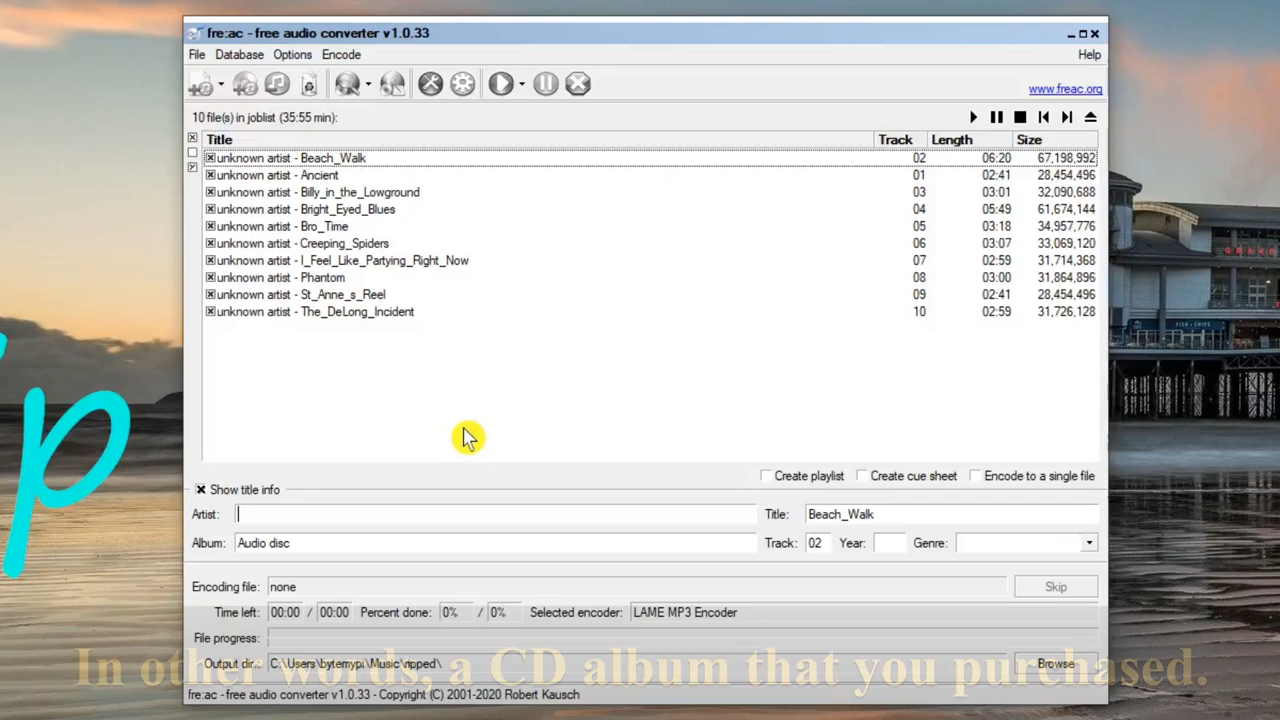 fre:ac - free audio converter v1.0.33
File Database Options Encode Help
www.freac.org
10 file(s) in joblist (35:55 min):
Title Track Length Size
unknown artist - Beach_Walk 02 06:20 67,198,992
unknown artist - Ancient 01 02:41 28,454,496
unknown artist - Billy_in_the_Lowground 03 03:01 32,090,688
unknown artist - Bright_Eyed_Blues 04 05:49 61,674,144
unknown artist - Bro_Time 05 03:18 34,957,776
unknown artist - Creeping_Spiders 06 03:07 33,069,120
unknown artist - I_Feel_Like_Partying_Right_Now 07 02:59 31,714,368
unknown artist - Phantom 08 03:00 31,864,896
unknown artist - St_Anne_s_Reel 09 02:41 28,454,496
unknown artist - The_DeLong_Incident 10 02:59 31,726,128
Create playlist Create cue sheet Encode to a single file
Show title info
Artist: Title: Beach_Walk
Album: Audio disc Track: 02 Year: Genre:
Encoding file: none Skip
Time left: 00:00 / 00:00 Percent done: 0% / 0% Selected encoder: LAME MP3 Encoder
File progress:
Output dir.: C:\Users\bytemypi\Music\ripped\ Browse
In other words, a CD album that you purchased.
fre:ac - free audio converter v1.0.33 - Copyright (C) 2001-2020 Robert Kausch
p
FISH & CHIPS